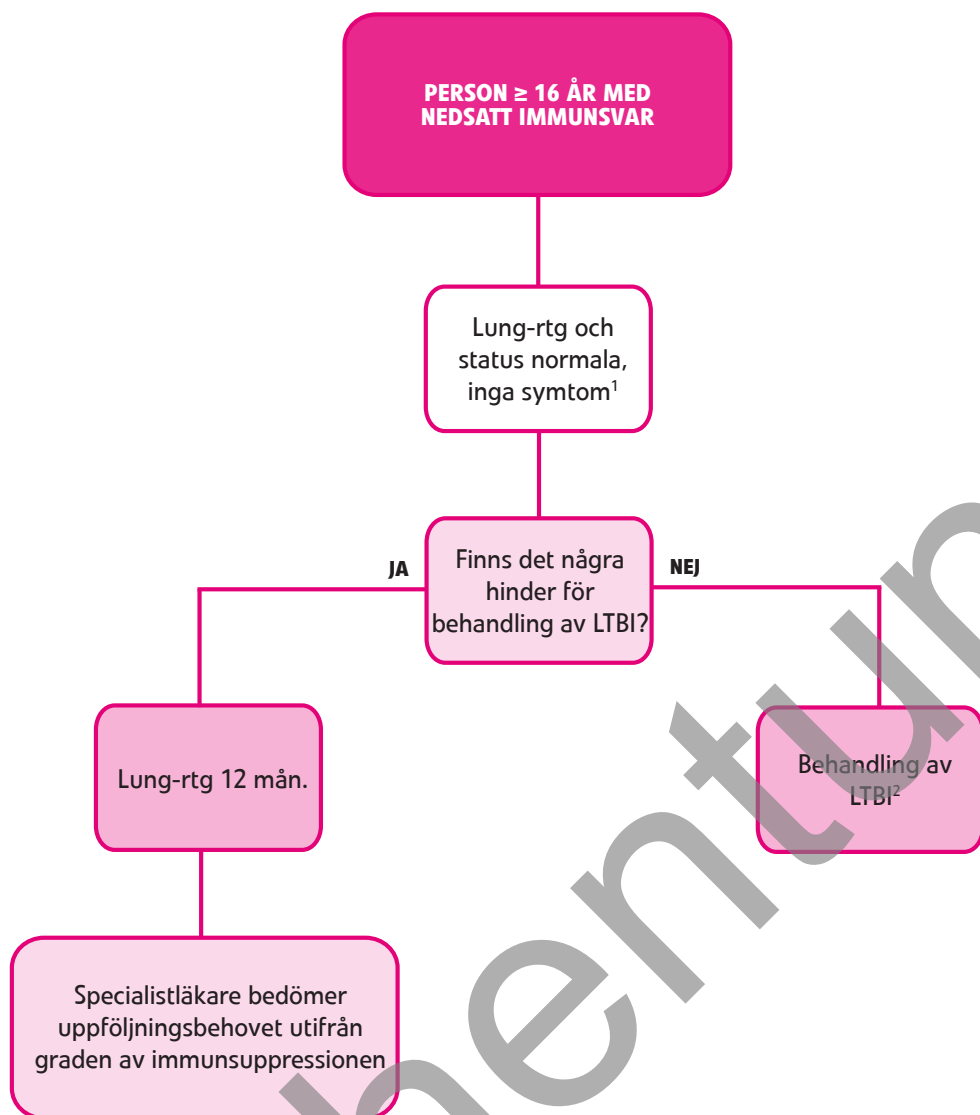 PERSON ≥ 16 ÅR MED
NEDSATT IMMUNSVAR
Lung-rtg och
status normala,
inga symtom¹
Finns det några
hinder för
behandling av LTBI?
JA
NEJ
Lung-rtg 12 mån.
Behandling av
LTBI²
Specialistläkare bedömer
uppföljningsbehovet utifrån
graden av immunsuppressionen